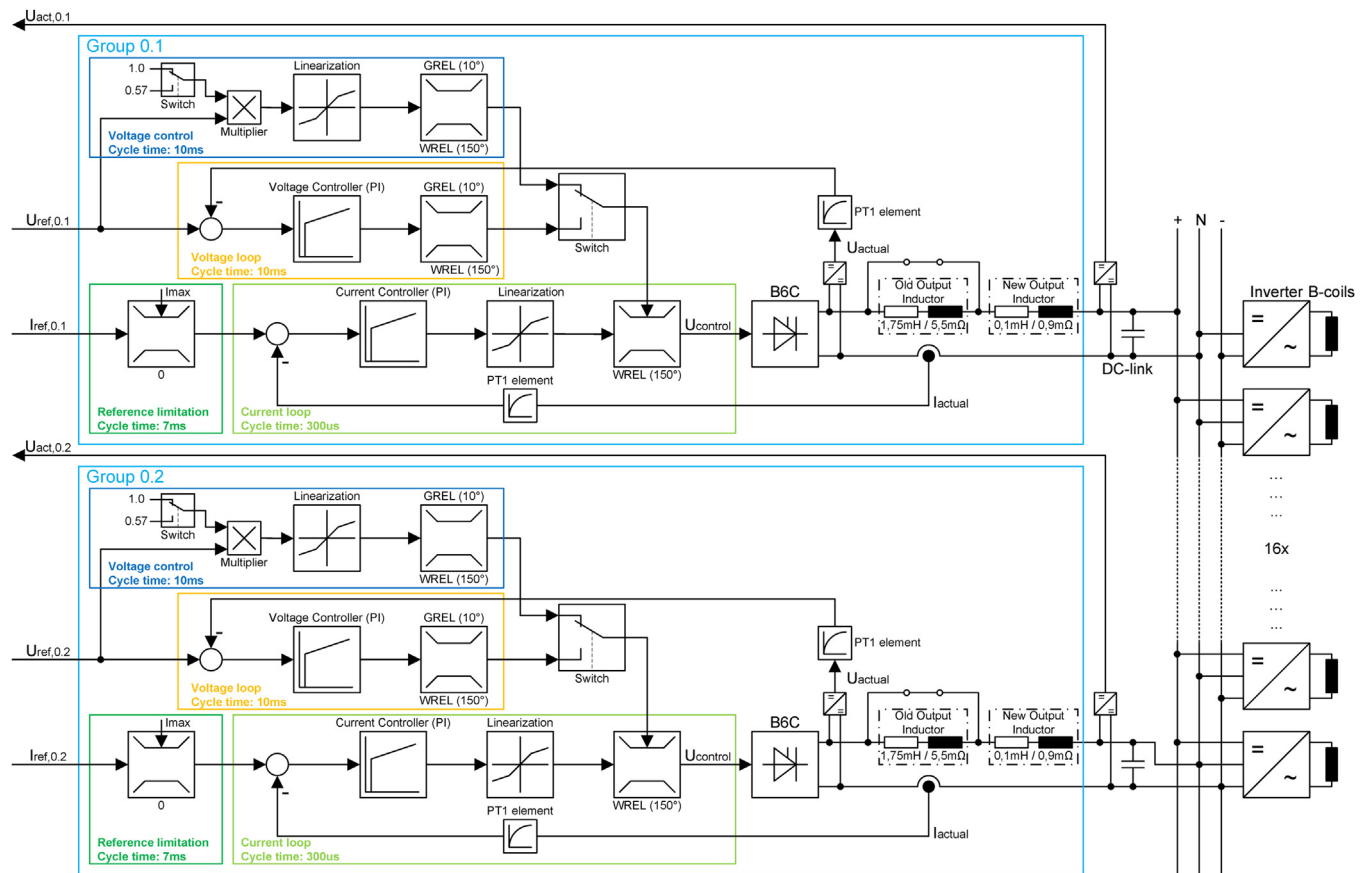 Uact,0.1
Group 0.1
1.0
0.57
Switch
Multiplier
Linearization
GREL (10°)
WREL (150°)
Voltage control
Cycle time: 10ms
Uref,0.1
-
Voltage Controller (PI)
GREL (10°)
WREL (150°)
Voltage loop
Cycle time: 10ms
Switch
PT1 element
Uactual
+ N -
Iref,0.1
Imax
0
Reference limitation
Cycle time: 7ms
-
Current Controller (PI)
Linearization
WREL (150°)
PT1 element
Current loop
Cycle time: 300us
Ucontrol
B6C
Old Output
Inductor
1,75mH / 5,5mΩ
New Output
Inductor
0,1mH / 0,9mΩ
Iactual
DC-link
Inverter B-coils
=
~
=
~
...
...
...
16x
...
...
...
=
~
=
~
Uact,0.2
Group 0.2
1.0
0.57
Switch
Multiplier
Linearization
GREL (10°)
WREL (150°)
Voltage control
Cycle time: 10ms
Uref,0.2
-
Voltage Controller (PI)
GREL (10°)
WREL (150°)
Voltage loop
Cycle time: 10ms
Switch
PT1 element
Uactual
Iref,0.2
Imax
0
Reference limitation
Cycle time: 7ms
-
Current Controller (PI)
Linearization
WREL (150°)
PT1 element
Current loop
Cycle time: 300us
Ucontrol
B6C
Old Output
Inductor
1,75mH / 5,5mΩ
New Output
Inductor
0,1mH / 0,9mΩ
Iactual